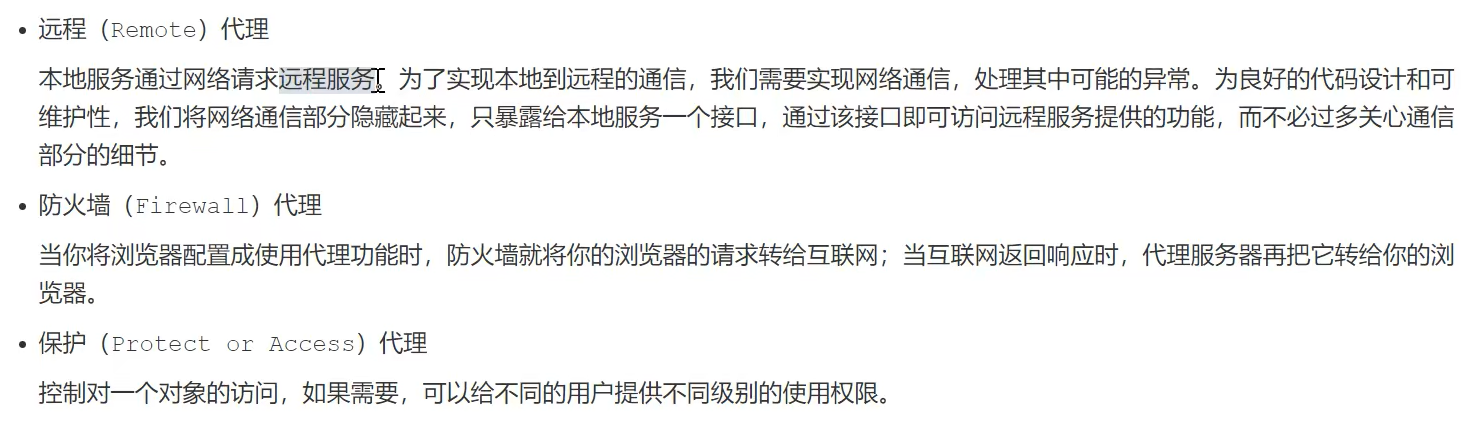 • 远程（Remote）代理
本地服务通过网络请求远程服务。为了实现本地到远程的通信，我们需要实现网络通信，处理其中可能的异常。为良好的代码设计和可
维护性，我们将网络通信部分隐藏起来，只暴露给本地服务一个接口，通过该接口即可访问远程服务提供的功能，而不必过多关心通信
部分的细节。
• 防火墙（Firewall）代理
当你将浏览器配置成使用代理功能时，防火墙就将你的浏览器的请求转给互联网；当互联网返回响应时，代理服务器再把它转给你的浏
览器。
• 保护（Protect or Access）代理
控制对一个对象的访问，如果需要，可以给不同的用户提供不同级别的使用权限。